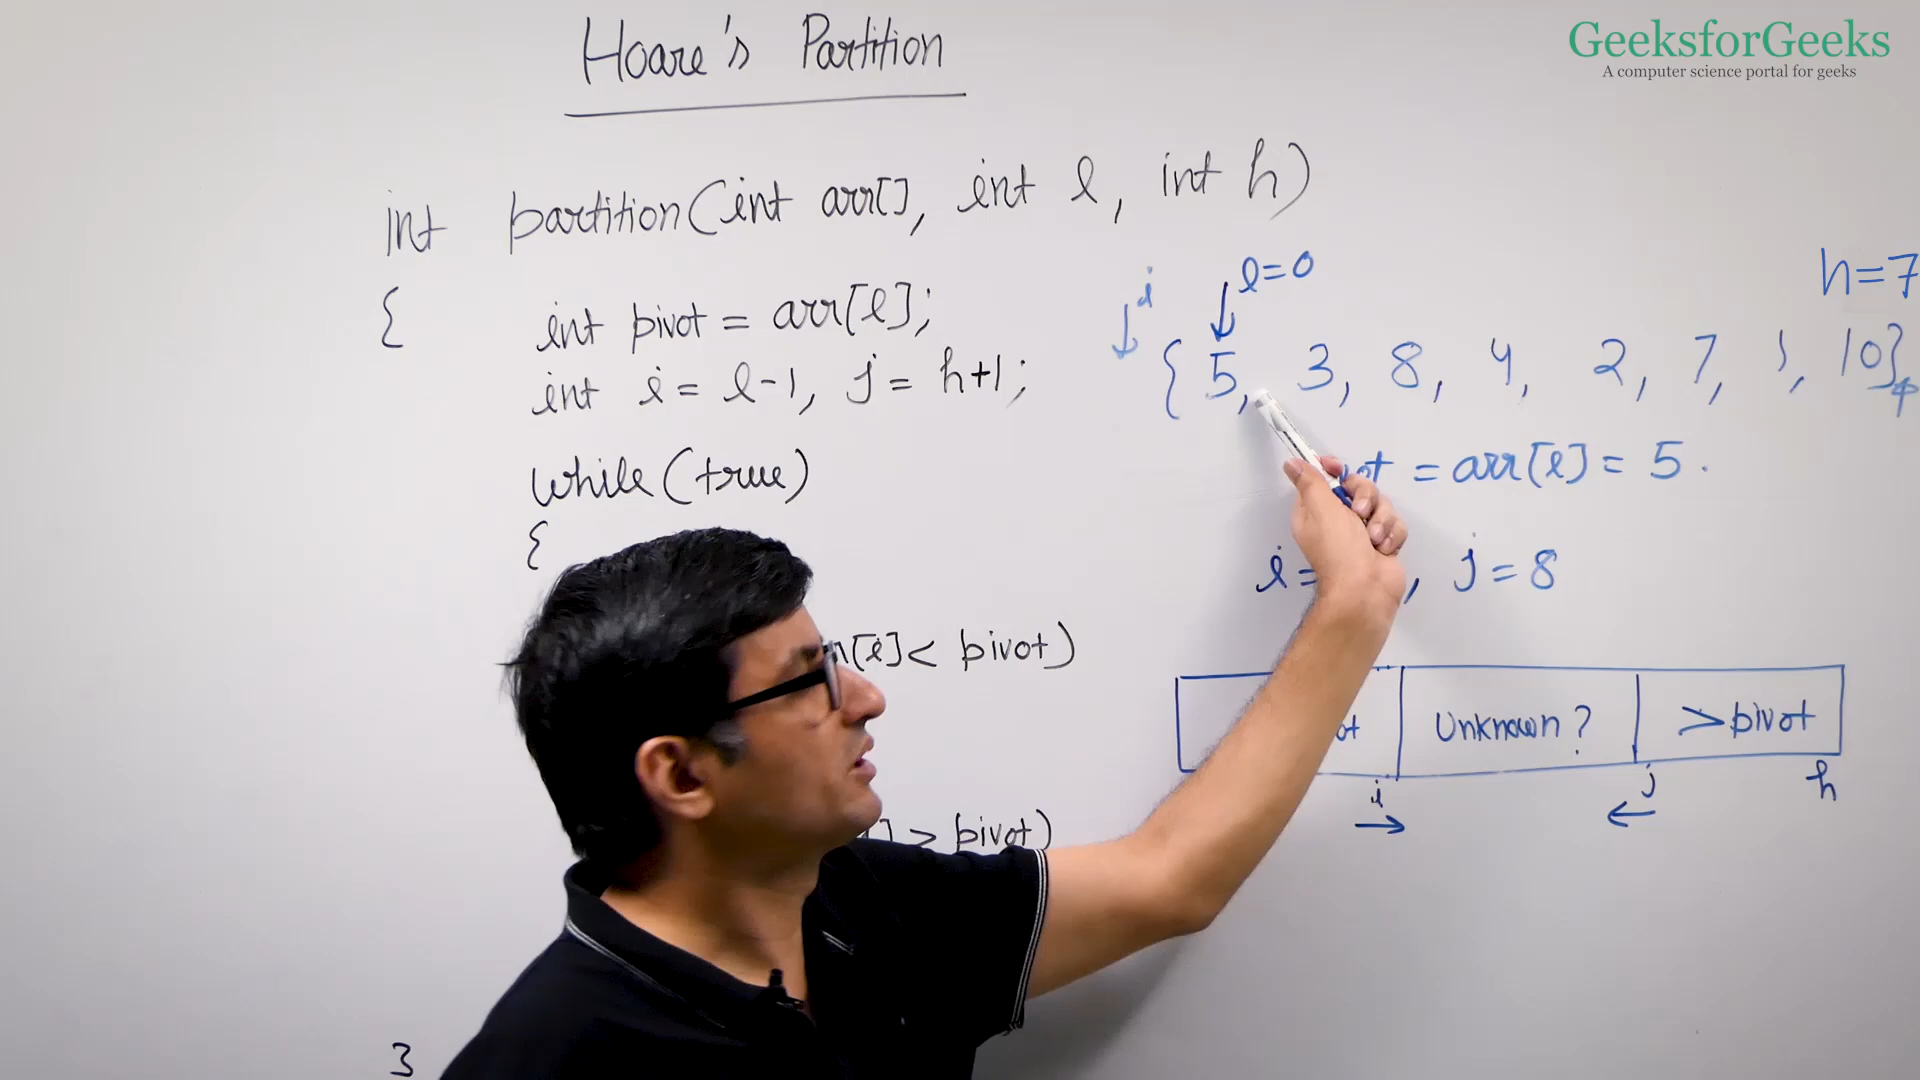 Hoare's Partition
GeeksforGeeks
A computer science portal for geeks
int partition(int arr[], int l, int h)
{
int pivot = arr[l];
int i = l-1, j = h+1;
while(true)
{
[i] < pivot)
] > pivot)
3
i
l=0
h=7
{5, 3, 8, 4, 2, 7, 1, 10}
= arr[l] = 5.
i= , j=8
Unknown?
>pivot
i
j
h